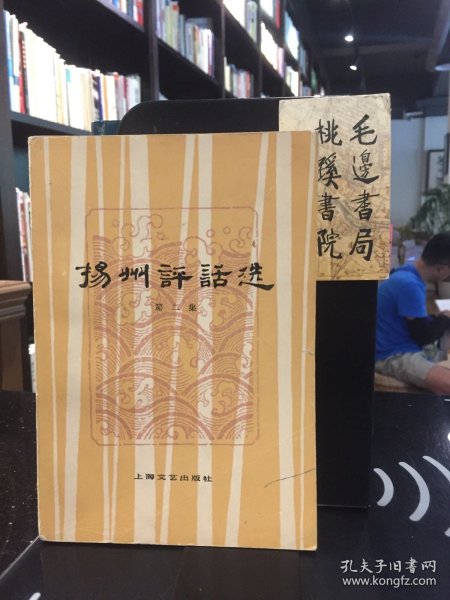 毛邊書局
桃蹊書院
揚州評話选
第二集
上海文艺出版社
孔夫子旧书网
www.kongfz.com